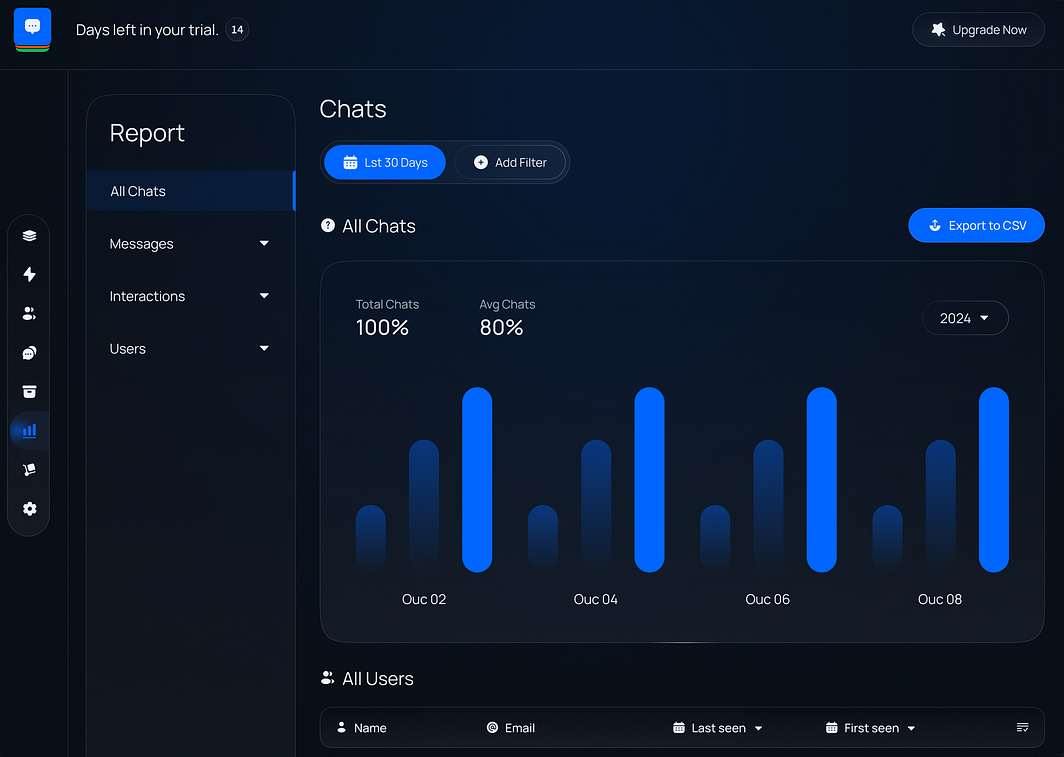 Days left in your trial. 14
Upgrade Now
Report
All Chats
Messages
Interactions
Users
Chats
Lst 30 Days
Add Filter
All Chats
Export to CSV
Total Chats
100%
Avg Chats
80%
2024
Ouc 02
Ouc 04
Ouc 06
Ouc 08
All Users
Name
Email
Last seen
First seen